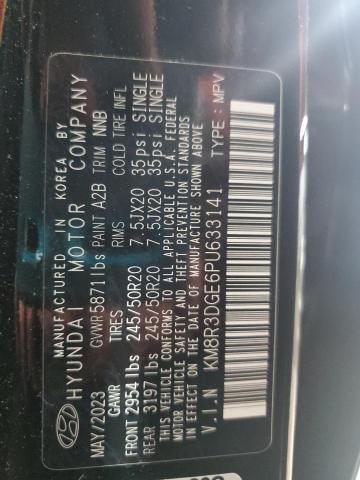 MANUFACTURED IN KOREA BY
HYUNDAI MOTOR COMPANY
MAY/2023 GVWR 5871 lbs PAINT A2B TRIM NNB
GAWR TIRES RIMS COLD TIRE INFL
FRONT 2954 lbs 245/50R20 7.5JX20 35psi SINGLE
REAR 3197 lbs 245/50R20 7.5JX20 35psi SINGLE
THIS VEHICLE CONFORMS TO ALL APPLICABLE U.S.A. FEDERAL
MOTOR VEHICLE SAFETY AND THEFT PREVENTION STANDARDS
IN EFFECT ON THE DATE OF MANUFACTURE SHOWN ABOVE
V.I.N KM8R3DGE6PU633141 TYPE: MPV